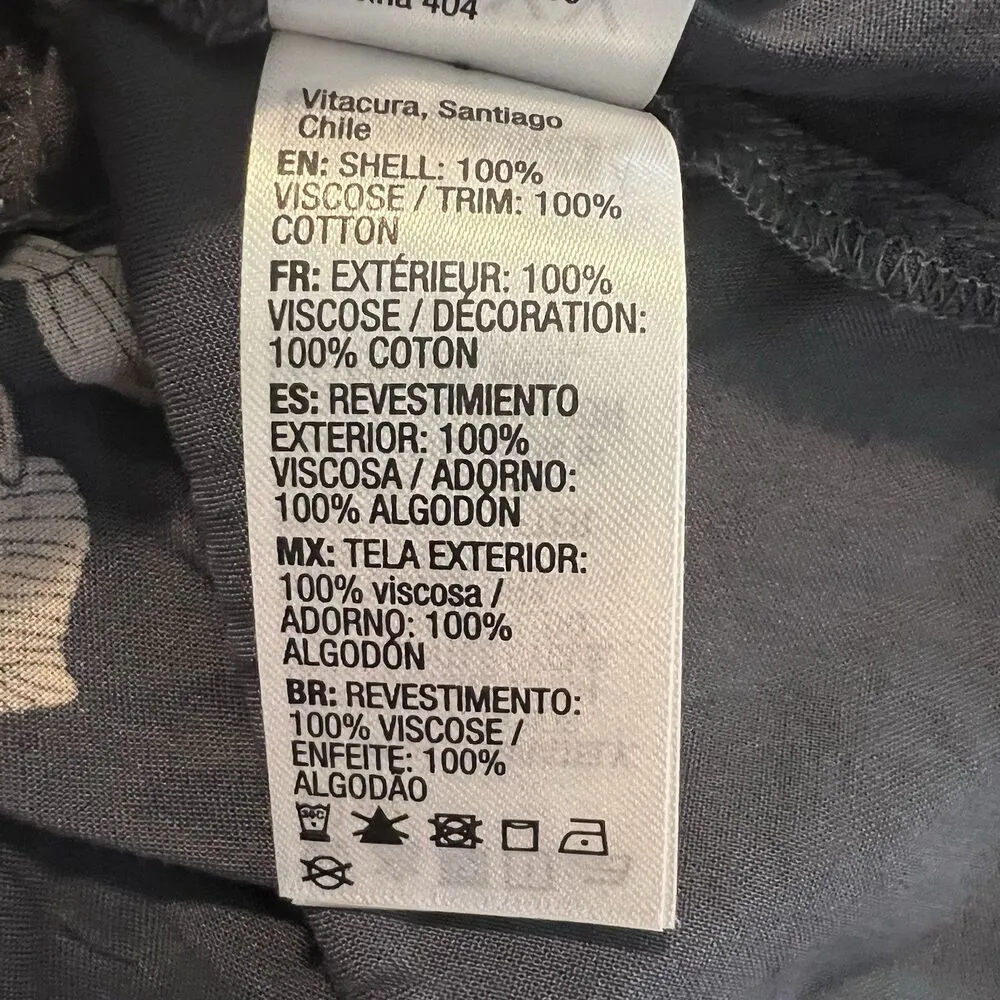 404
Vitacura, Santiago
Chile
EN: SHELL: 100%
VISCOSE / TRIM: 100%
COTTON
FR: EXTÉRIEUR: 100%
VISCOSE / DÉCORATION:
100% COTON
ES: REVESTIMIENTO
EXTERIOR: 100%
VISCOSA / ADORNO:
100% ALGODÓN
MX: TELA EXTERIOR:
100% viscosa /
ADORNO: 100%
ALGODÓN
BR: REVESTIMENTO:
100% VISCOSE /
ENFEITE: 100%
ALGODÃO